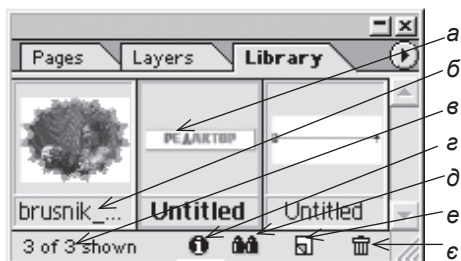 Pages Layers Library
РЕДАКТОР
brusnik_... Untitled Untitled
3 of 3 shown
а
б
в
г
д
е
є